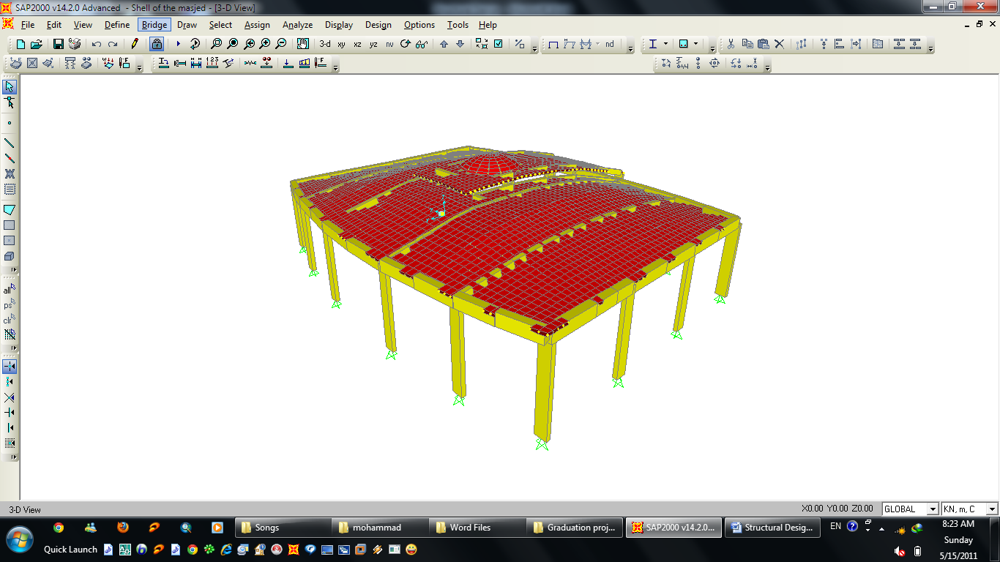 SAP2000 v14.2.0 Advanced - Shell of the masjed - [3-D View]
File Edit View Define Bridge Draw Select Assign Analyze Display Design Options Tools Help
3-d xy xz yz nv nd
all
ps
clr
3-D View X0.00 Y0.00 Z0.00 GLOBAL KN, m, C
Songs mohammad Word Files Graduation proj... SAP2000 v14.2.0... Structural Desig... EN 8:23 AM
Quick Launch Sunday
5/15/2011